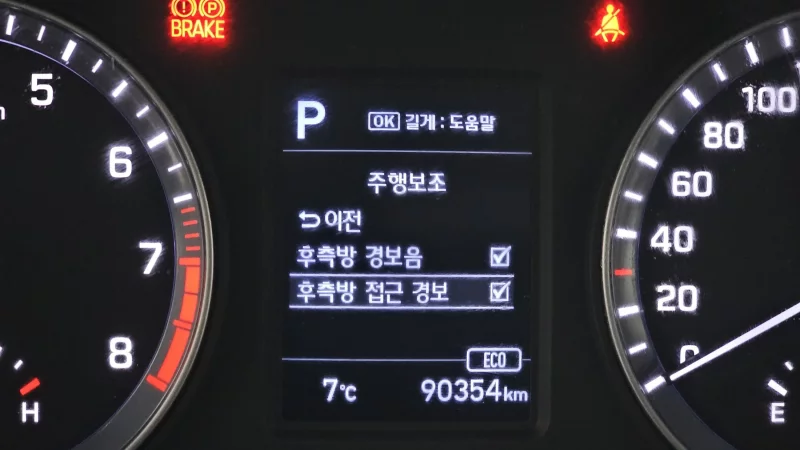 BRAKE
P
OK 길게 : 도움말
주행보조
이전
후측방 경보음
후측방 접근 경보
ECO
7℃
90354km
5
6
7
8
H
100
80
60
40
20
0
E